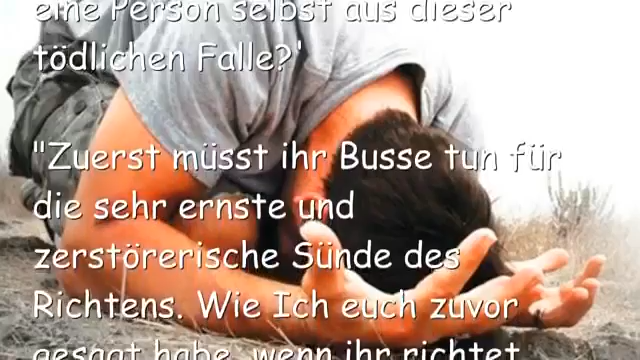 eine Person selbst aus dieser
tödlichen Falle?'
"Zuerst müsst ihr Busse tun für
die sehr ernste und
zerstörerische Sünde des
Richtens. Wie Ich euch zuvor
gesagt habe, wenn ihr richtet